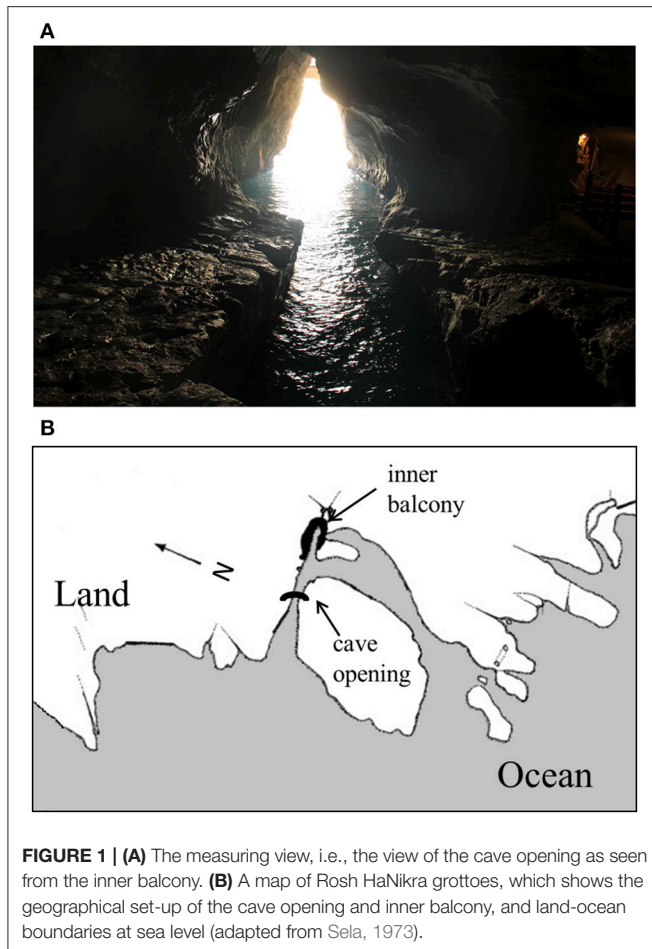 A
B
inner
balcony
N
Land
cave
opening
Ocean
FIGURE 1 | (A) The measuring view, i.e., the view of the cave opening as seen
from the inner balcony. (B) A map of Rosh HaNikra grottoes, which shows the
geographical set-up of the cave opening and inner balcony, and land-ocean
boundaries at sea level (adapted from Sela, 1973).